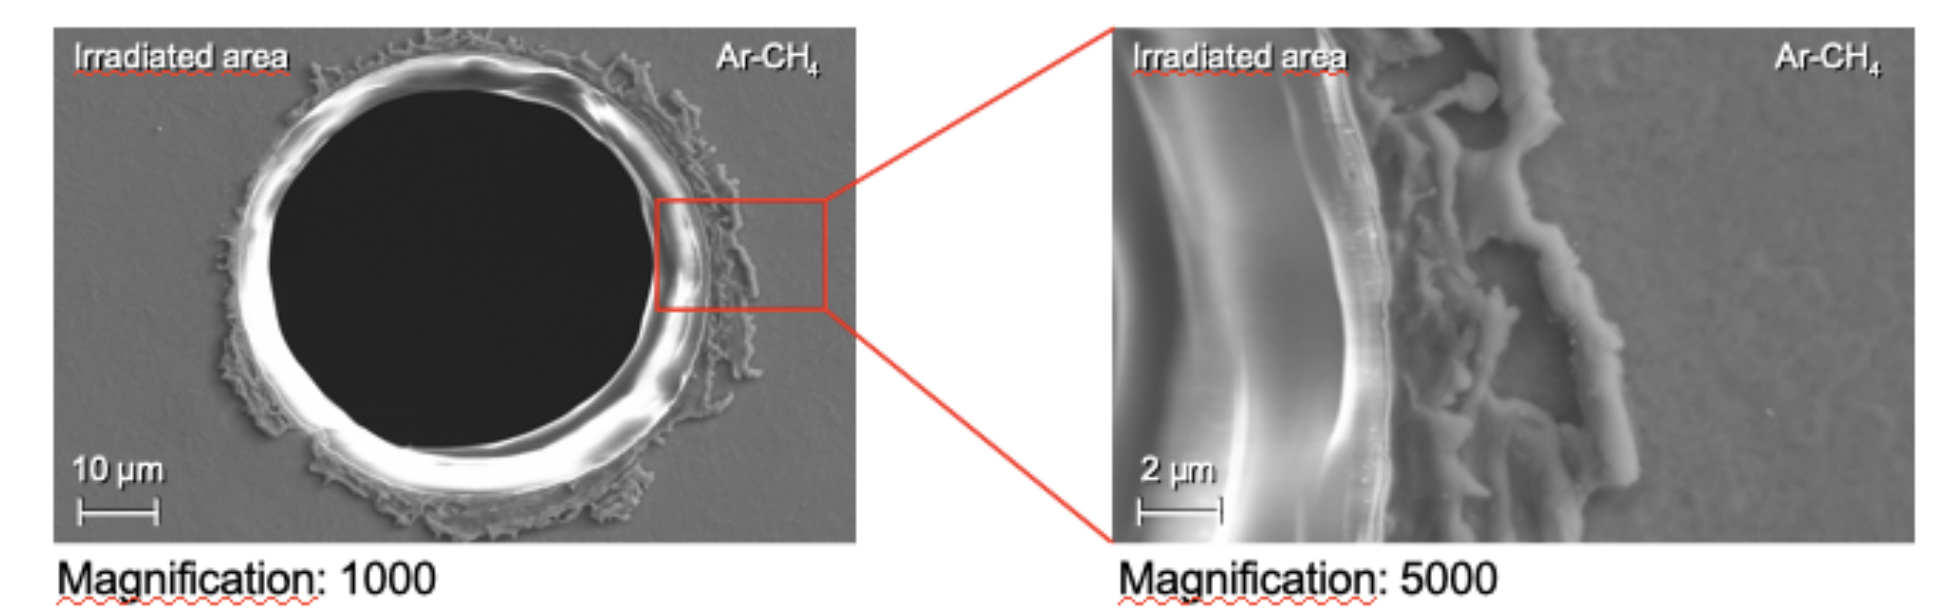 Irradiated area
Ar-CH₄
10 µm
Magnification: 1000
Irradiated area
Ar-CH₄
2 µm
Magnification: 5000